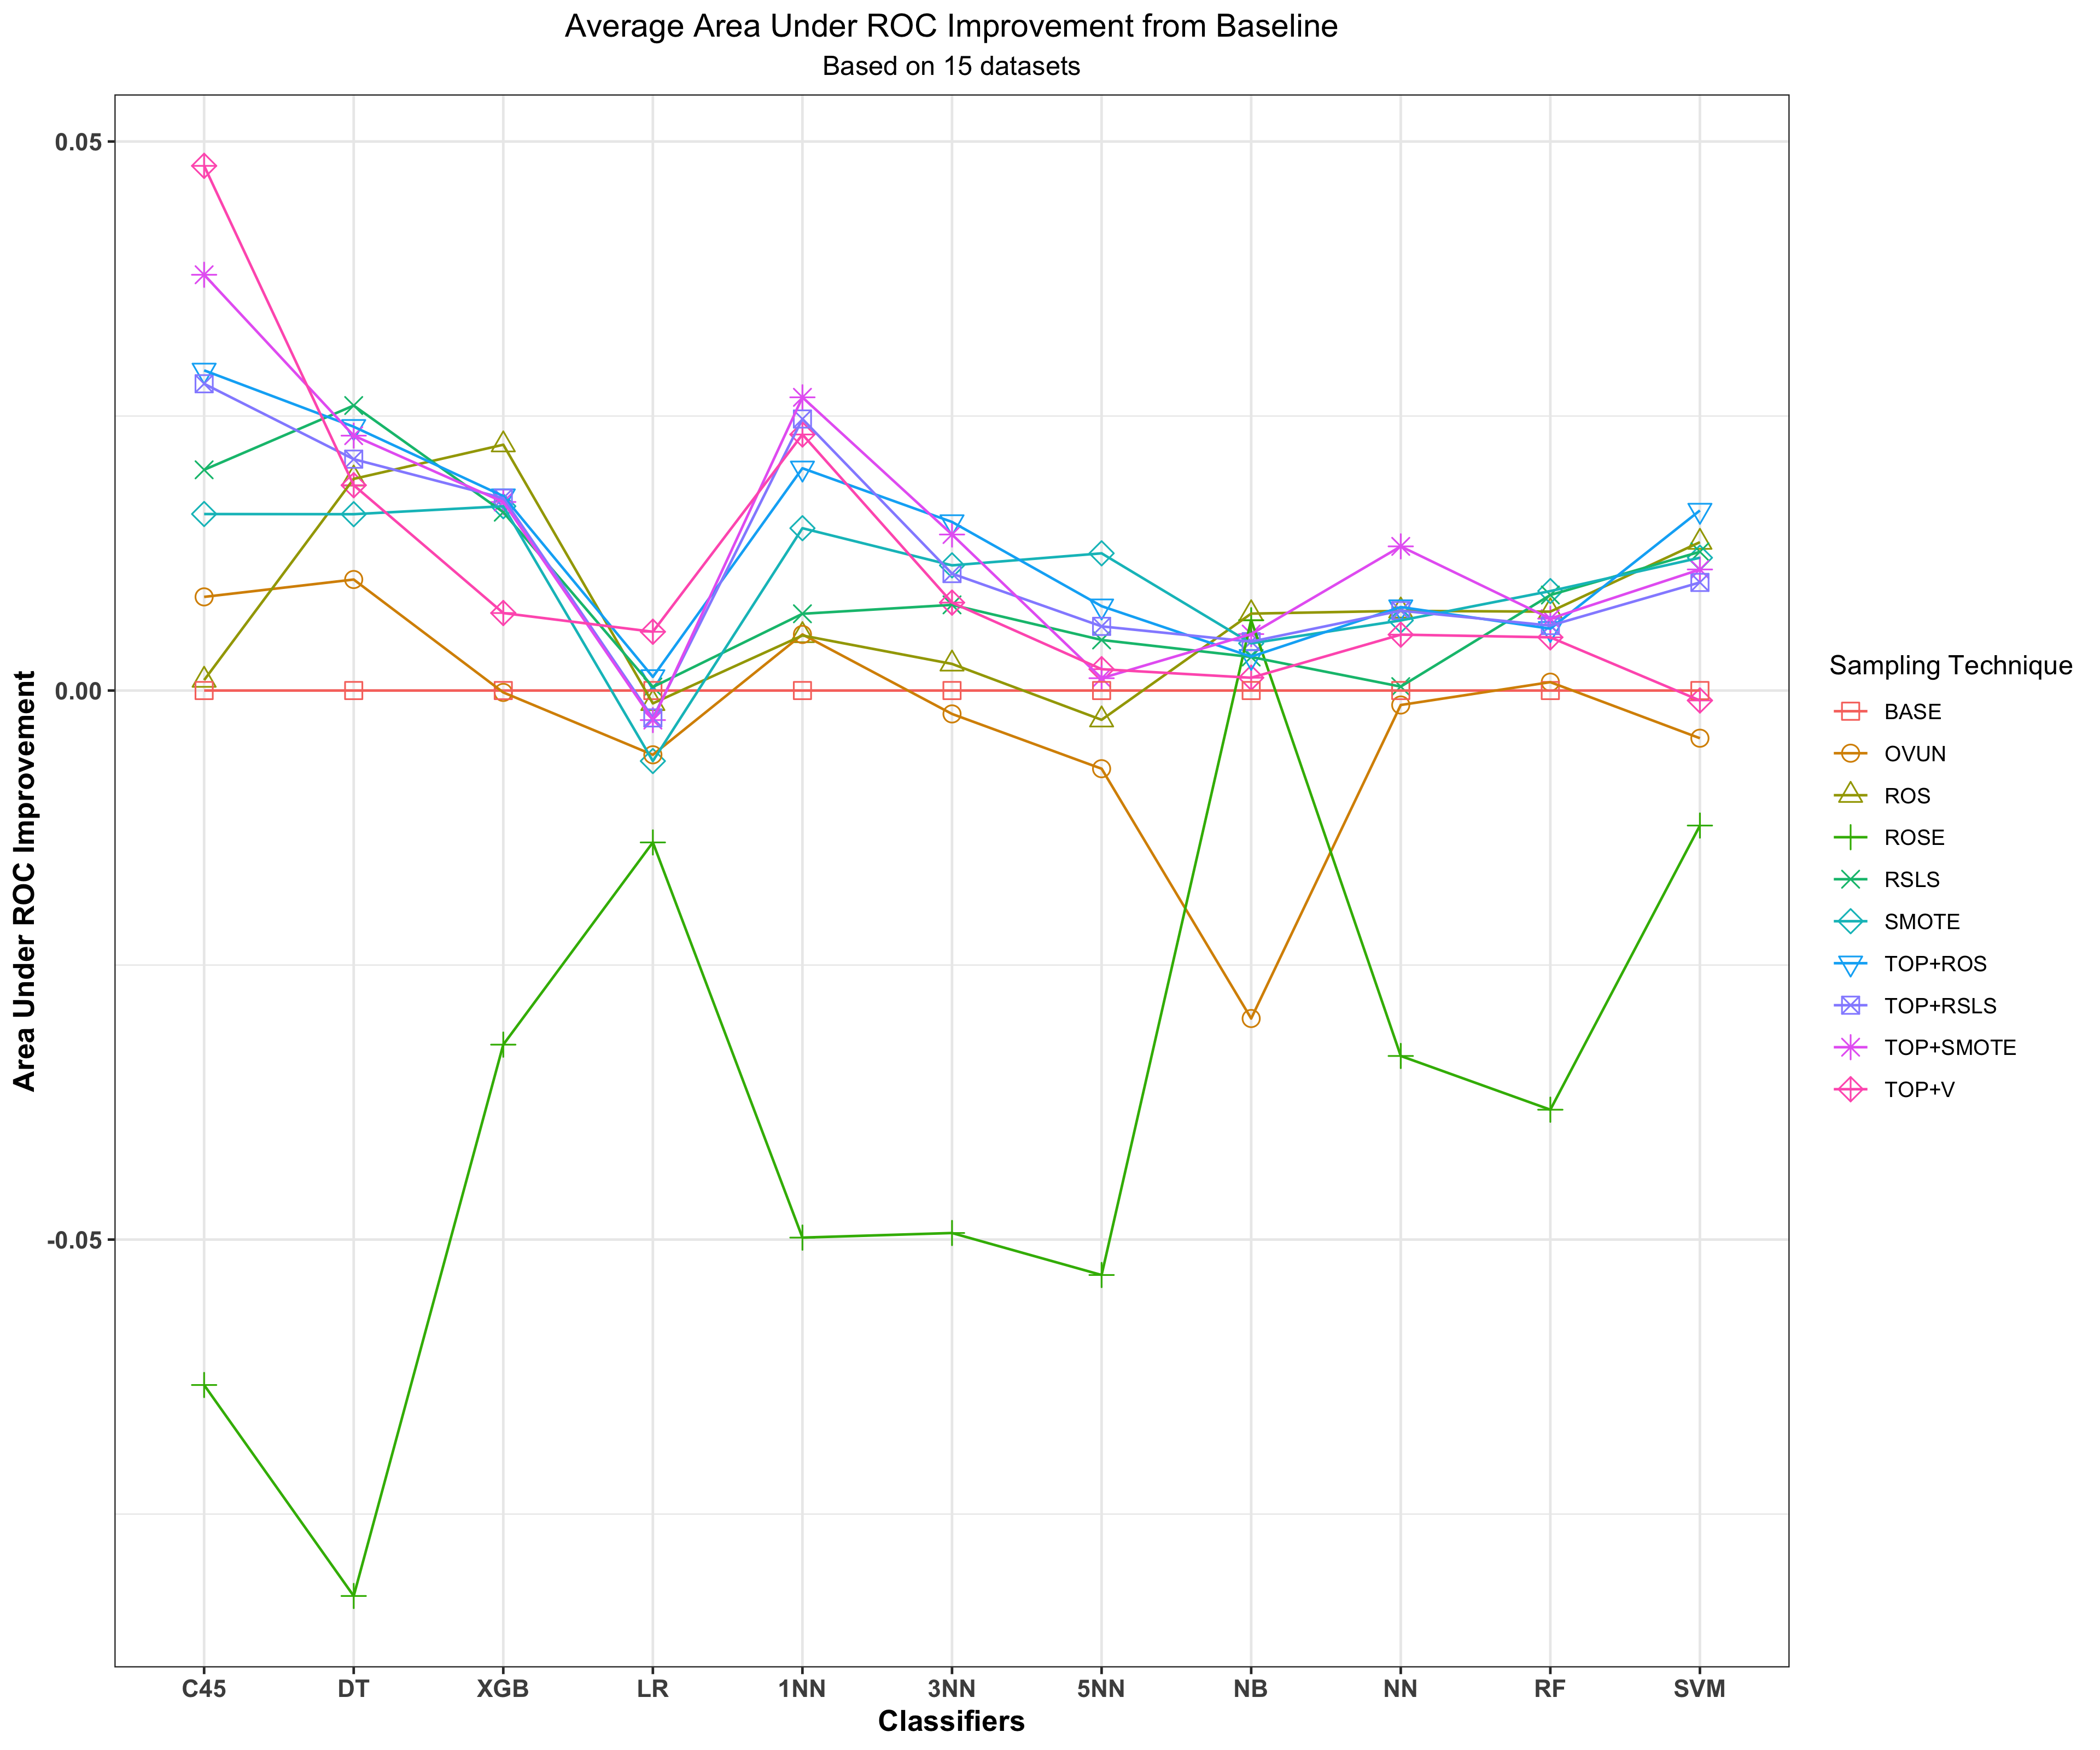 Average Area Under ROC Improvement from Baseline
Based on 15 datasets
Area Under ROC Improvement
0.05
0.00
-0.05
C45 DT XGB LR 1NN 3NN 5NN NB NN RF SVM
Classifiers
Sampling Technique
BASE
OVUN
ROS
ROSE
RSLS
SMOTE
TOP+ROS
TOP+RSLS
TOP+SMOTE
TOP+V